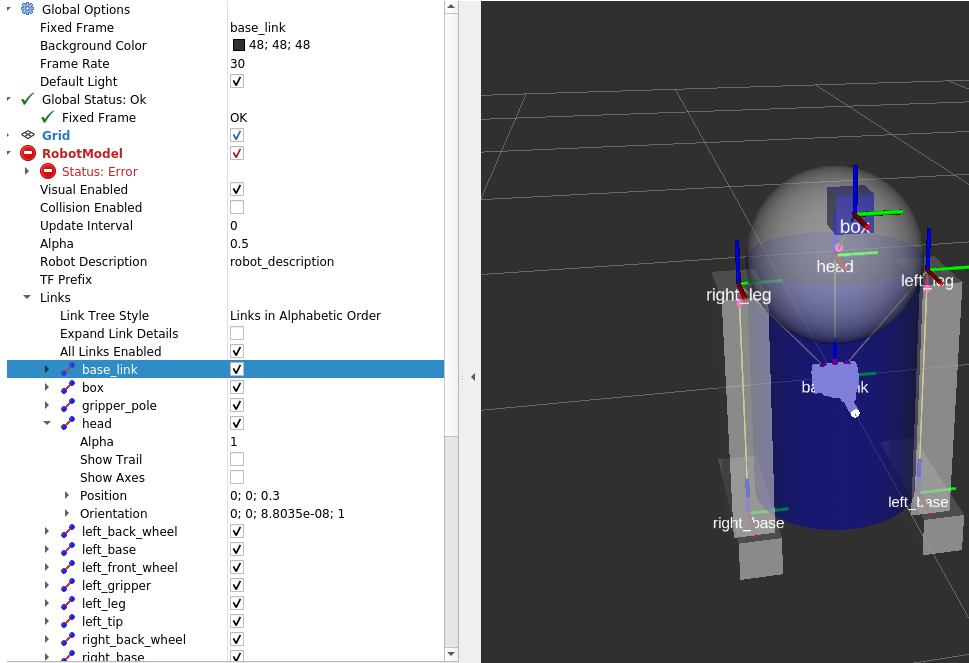 Global Options
Fixed Frame base_link
Background Color 48; 48; 48
Frame Rate 30
Default Light
Global Status: Ok
Fixed Frame OK
Grid
RobotModel
Status: Error
Visual Enabled
Collision Enabled
Update Interval 0
Alpha 0.5
Robot Description robot_description
TF Prefix
Links
Link Tree Style Links in Alphabetic Order
Expand Link Details
All Links Enabled
base_link
box
gripper_pole
head
Alpha 1
Show Trail
Show Axes
Position 0; 0; 0.3
Orientation 0; 0; 8.8035e-08; 1
left_back_wheel
left_base
left_front_wheel
left_gripper
left_leg
left_tip
right_back_wheel
right_base
box
head
right_leg
left_leg
left_base
right_base